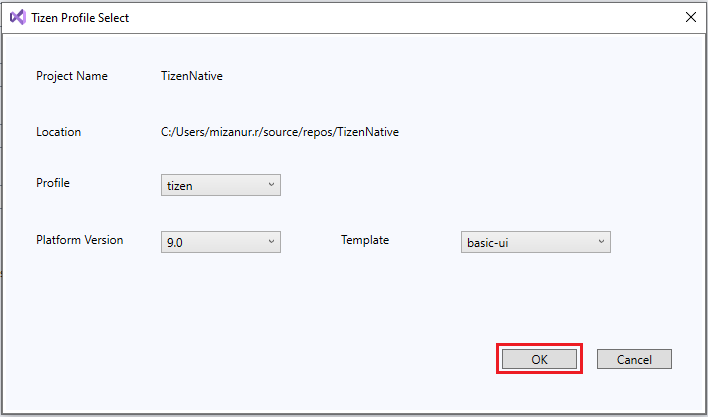 Tizen Profile Select
Project Name TizenNative
Location C:/Users/mizanur.r/source/repos/TizenNative
Profile tizen
Platform Version 9.0 Template basic-ui
OK Cancel